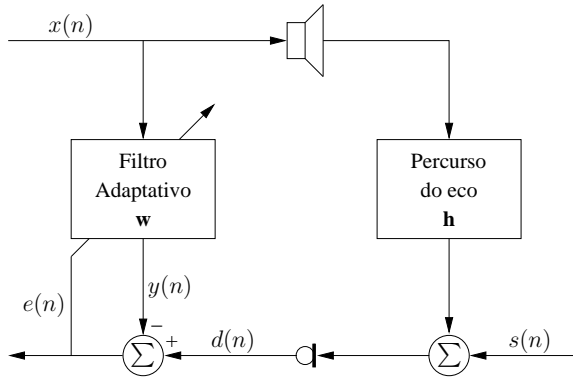 x(n)
Filtro
Adaptativo
w
Percurso
do eco
h
e(n)
y(n)
−
+
d(n)
s(n)
∑
∑